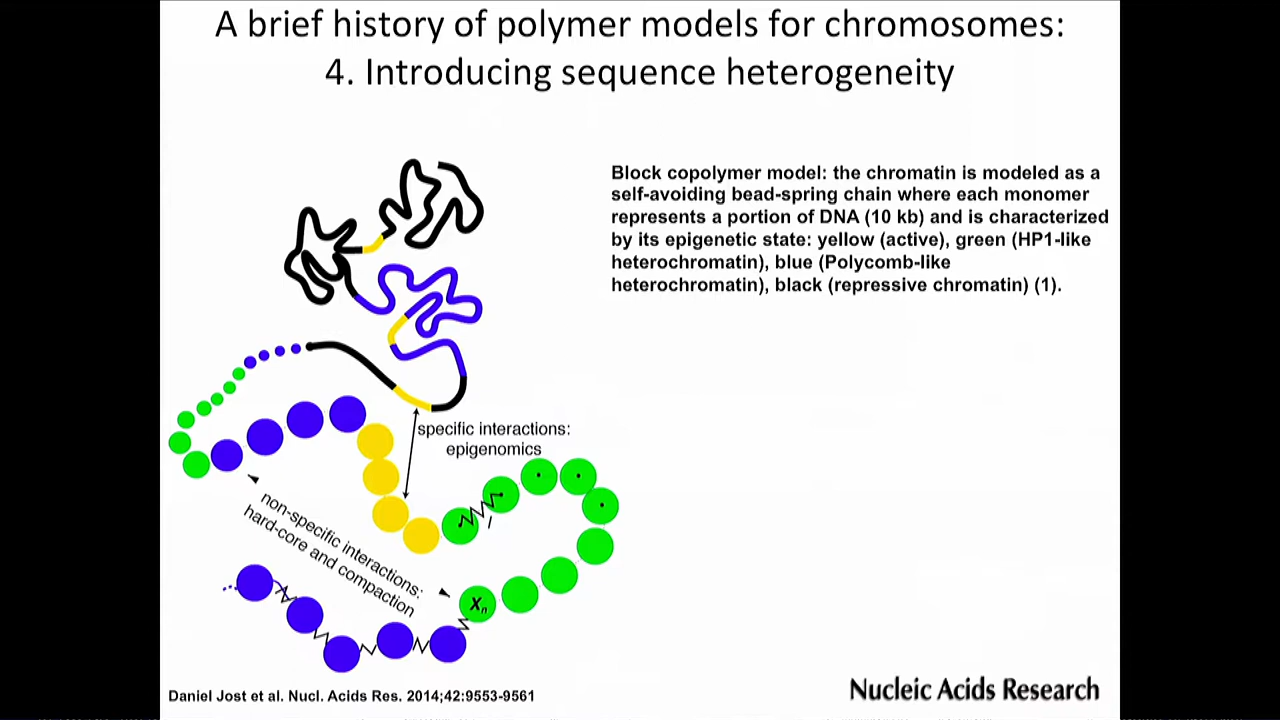 A brief history of polymer models for chromosomes:
4. Introducing sequence heterogeneity
Block copolymer model: the chromatin is modeled as a
self-avoiding bead-spring chain where each monomer
represents a portion of DNA (10 kb) and is characterized
by its epigenetic state: yellow (active), green (HP1-like
heterochromatin), blue (Polycomb-like
heterochromatin), black (repressive chromatin) (1).
specific interactions:
epigenomics
non-specific interactions:
hard-core and compaction
l
Xn
Daniel Jost et al. Nucl. Acids Res. 2014;42:9553-9561
Nucleic Acids Research